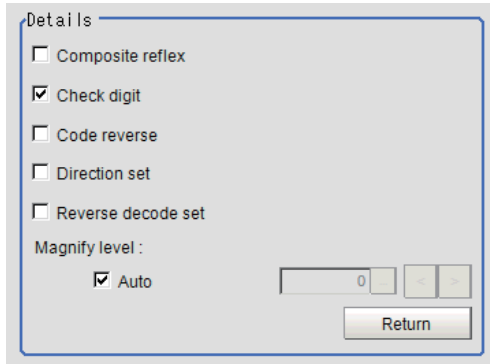 Details
Composite reflex
Check digit
Code reverse
Direction set
Reverse decode set
Magnify level :
Auto 0 ... < >
Return